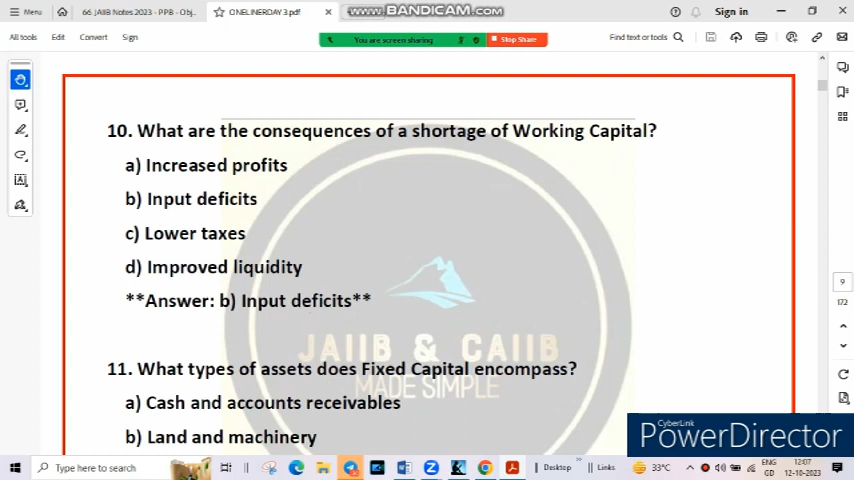 Menu
66. JAIIB Notes 2023 - PPB - Obj...
ONELINERDAY 3.pdf
www.BANDICAM.com
Sign in
All tools
Edit
Convert
Sign
You are screen sharing
Stop Share
Find text or tools
10. What are the consequences of a shortage of Working Capital?
a) Increased profits
b) Input deficits
c) Lower taxes
d) Improved liquidity
**Answer: b) Input deficits**
JAIIB & CAIIB
MADE SIMPLE
11. What types of assets does Fixed Capital encompass?
a) Cash and accounts receivables
b) Land and machinery
9
172
CyberLink
PowerDirector
Type here to search
Desktop
Links
33°C
ENG
GD
12:07
12-10-2023